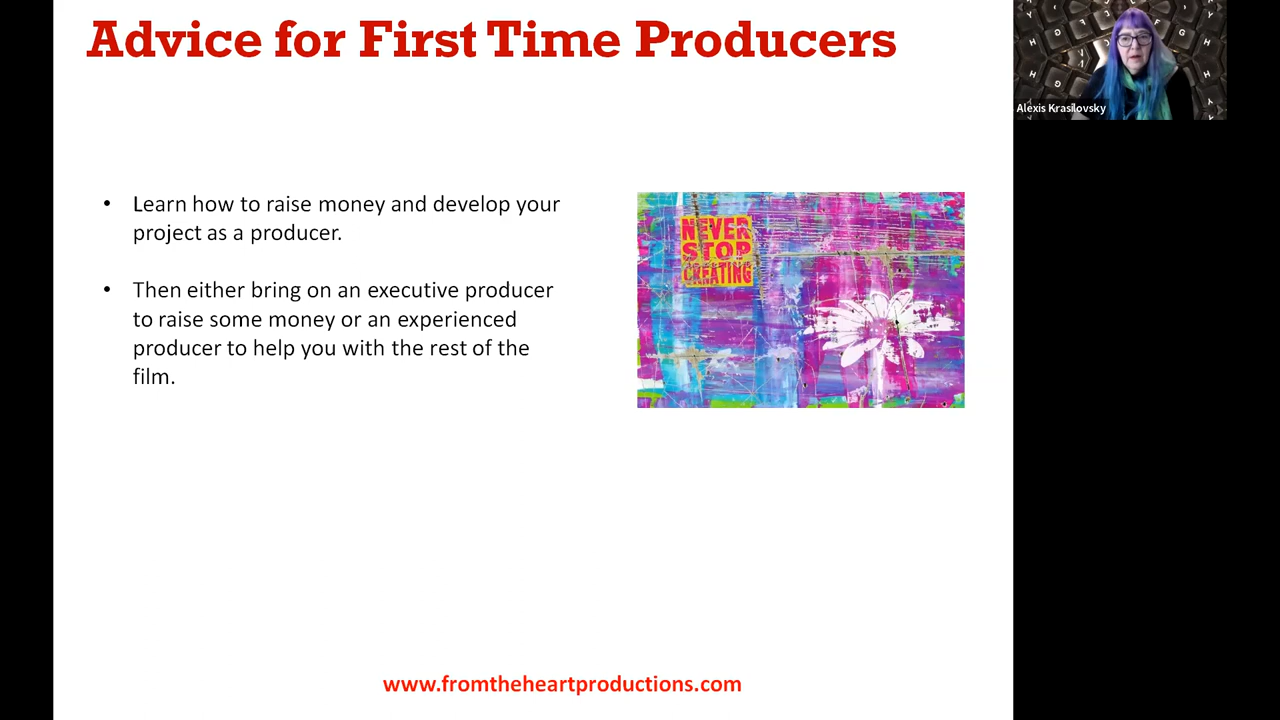 Advice for First Time Producers
Alexis Krasilovsky
• Learn how to raise money and develop your
project as a producer.
• Then either bring on an executive producer
to raise some money or an experienced
producer to help you with the rest of the
film.
NEVER
STOP
CREATING
www.fromtheheartproductions.com